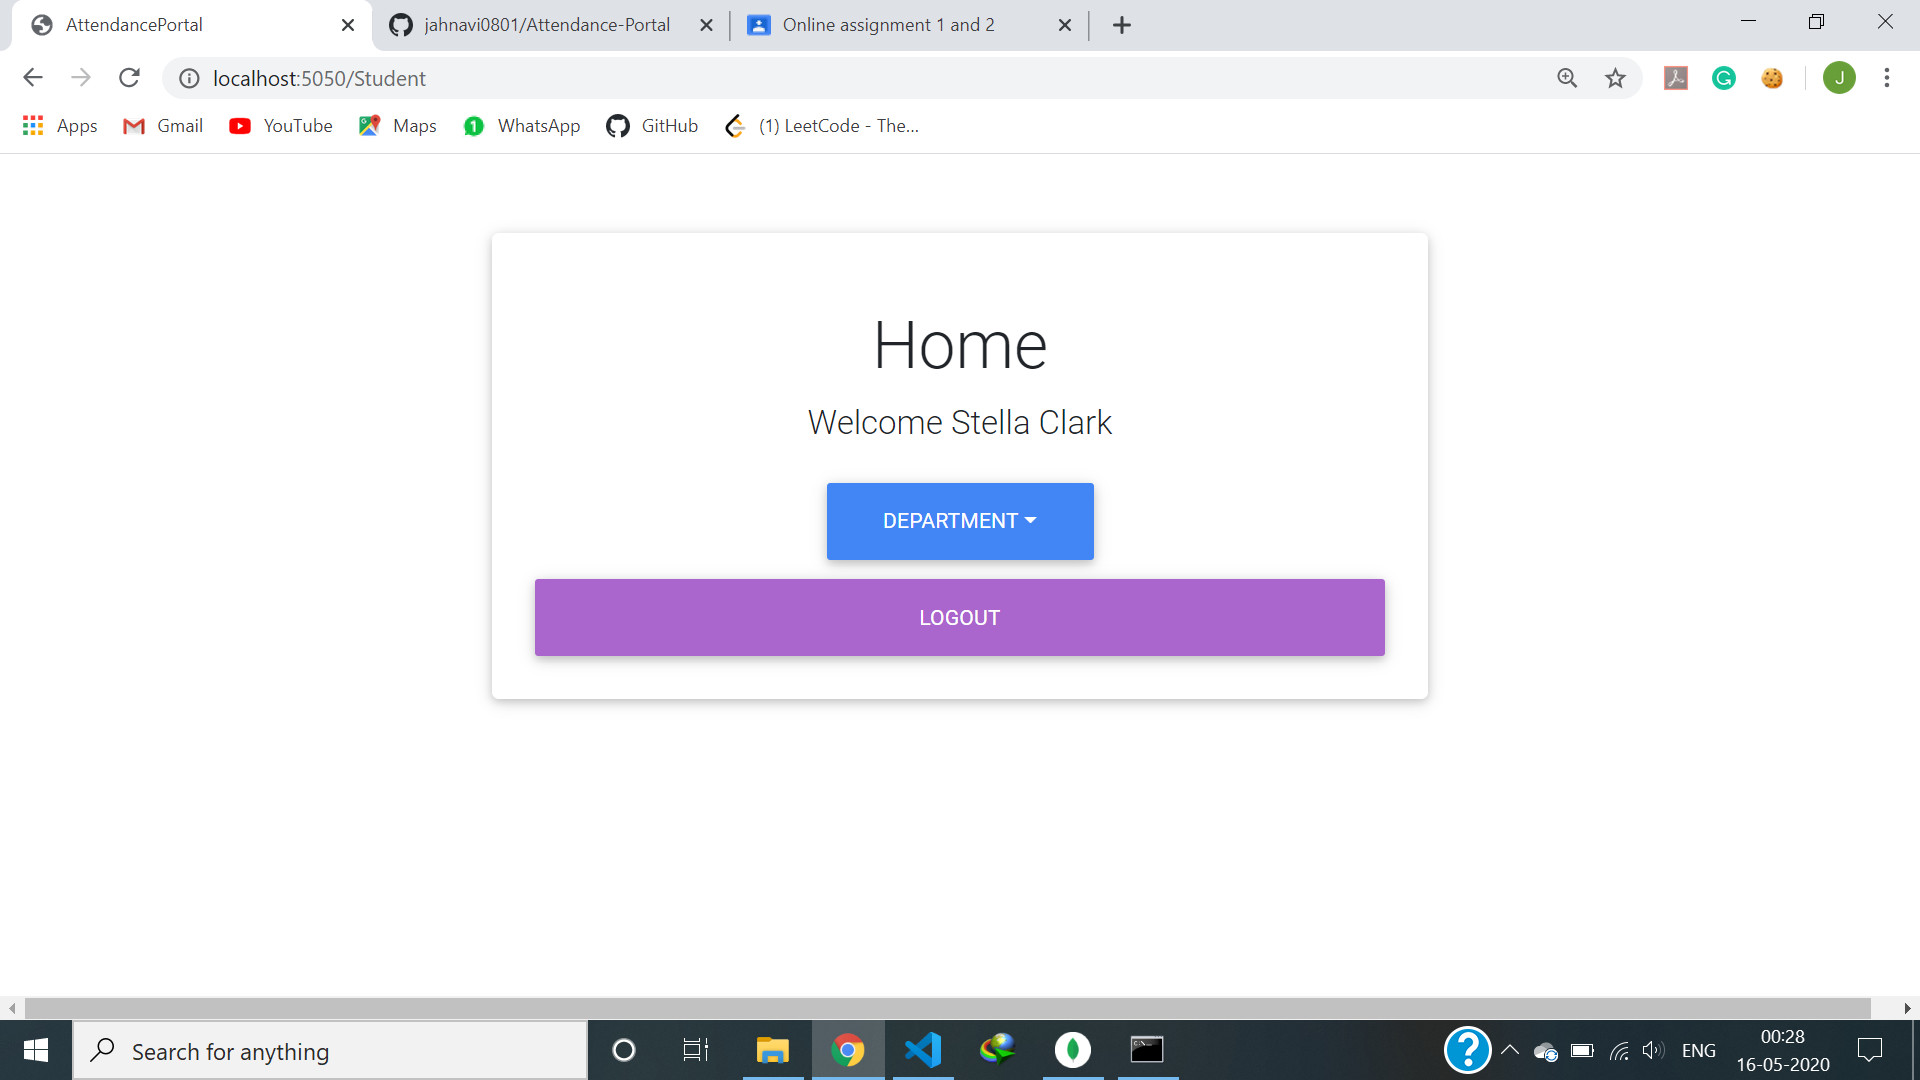 AttendancePortal
jahnavi0801/Attendance-Portal
Online assignment 1 and 2
localhost:5050/Student
J
Apps
Gmail
YouTube
Maps
1 WhatsApp
GitHub
(1) LeetCode - The...
Home
Welcome Stella Clark
DEPARTMENT
LOGOUT
Search for anything
ENG
00:28
16-05-2020